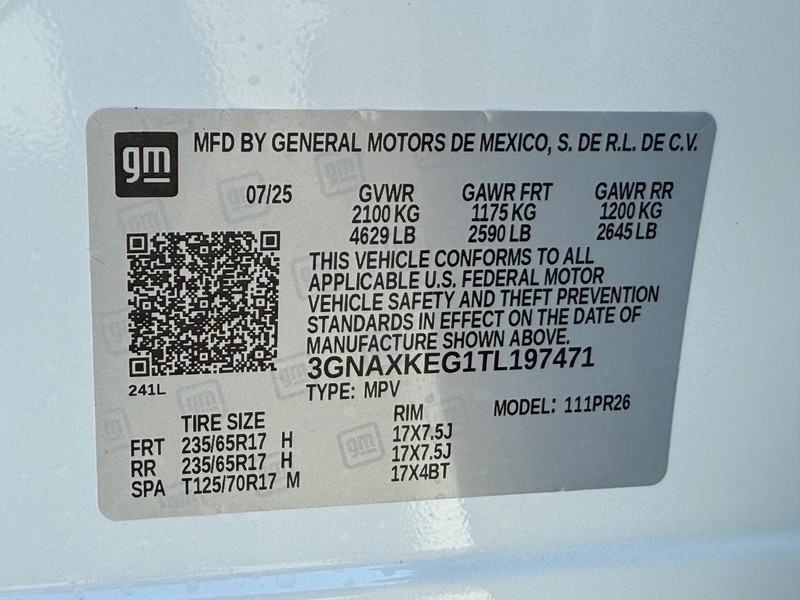 gm MFD BY GENERAL MOTORS DE MEXICO, S. DE R.L. DE C.V.
07/25 GVWR GAWR FRT GAWR RR
2100 KG 1175 KG 1200 KG
4629 LB 2590 LB 2645 LB
THIS VEHICLE CONFORMS TO ALL
APPLICABLE U.S. FEDERAL MOTOR
VEHICLE SAFETY AND THEFT PREVENTION
STANDARDS IN EFFECT ON THE DATE OF
MANUFACTURE SHOWN ABOVE.
3GNAXKEG1TL197471
241L
TYPE: MPV MODEL: 111PR26
TIRE SIZE RIM
FRT 235/65R17 H 17X7.5J
RR 235/65R17 H 17X7.5J
SPA T125/70R17 M 17X4BT